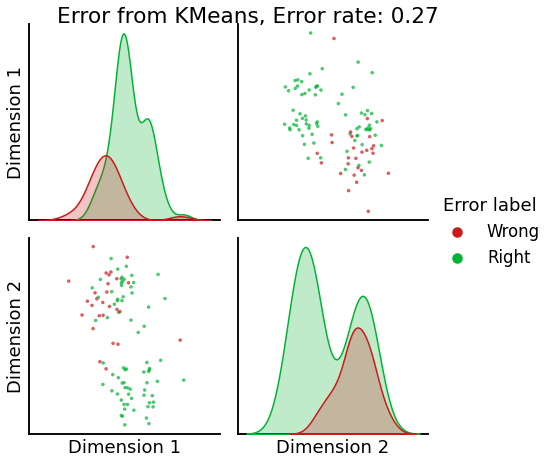 Error from KMeans, Error rate: 0.27
Dimension 1
Error label
Wrong
Right
Dimension 2
Dimension 1
Dimension 2